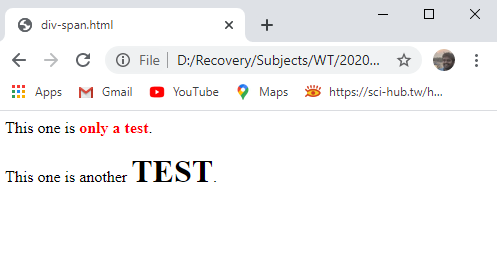 div-span.html
File D:/Recovery/Subjects/WT/2020...
Apps Gmail YouTube Maps https://sci-hub.tw/h...
This one is only a test.
This one is another TEST.